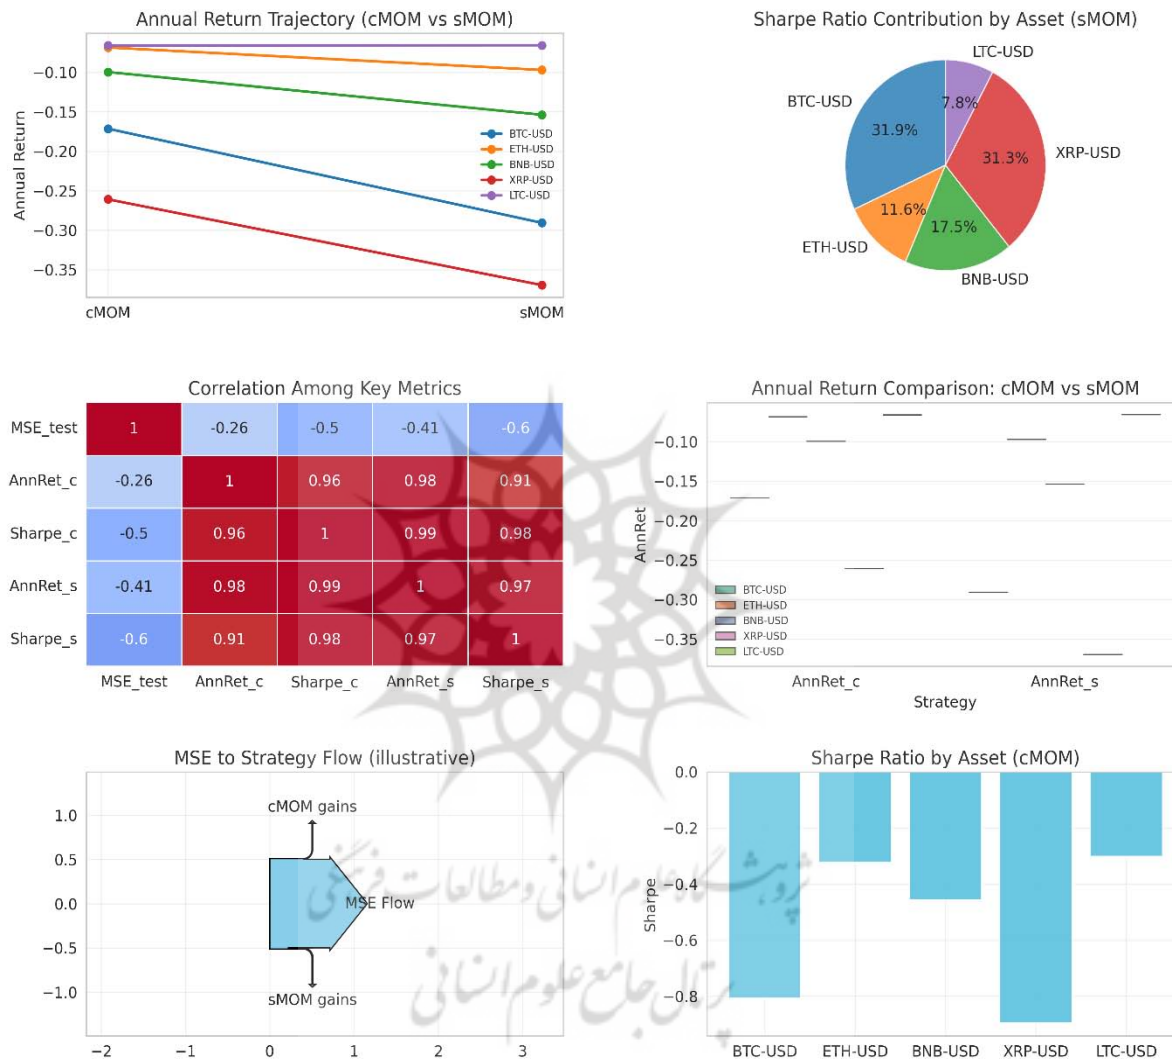 Annual Return Trajectory (cMOM vs sMOM)
Annual Return
−0.10
−0.15
−0.20
−0.25
−0.30
−0.35
BTC-USD
ETH-USD
BNB-USD
XRP-USD
LTC-USD
cMOM
sMOM
Sharpe Ratio Contribution by Asset (sMOM)
LTC-USD
BTC-USD
7.8%
31.9%
XRP-USD
31.3%
11.6%
17.5%
ETH-USD
BNB-USD
Correlation Among Key Metrics
MSE_test 1 -0.26 -0.5 -0.41 -0.6
AnnRet_c -0.26 1 0.96 0.98 0.91
Sharpe_c -0.5 0.96 1 0.99 0.98
AnnRet_s -0.41 0.98 0.99 1 0.97
Sharpe_s -0.6 0.91 0.98 0.97 1
MSE_test AnnRet_c Sharpe_c AnnRet_s Sharpe_s
Annual Return Comparison: cMOM vs sMOM
AnnRet
−0.10
−0.15
−0.20
−0.25
−0.30
−0.35
BTC-USD
ETH-USD
BNB-USD
XRP-USD
LTC-USD
AnnRet_c AnnRet_s
Strategy
MSE to Strategy Flow (illustrative)
1.0
0.5
0.0
−0.5
−1.0
cMOM gains
MSE Flow
sMOM gains
−2 −1 0 1 2 3
Sharpe Ratio by Asset (cMOM)
Sharpe
0.0
−0.2
−0.4
−0.6
−0.8
BTC-USD ETH-USD BNB-USD XRP-USD LTC-USD
پژوهشگاه علوم انسانی و مطالعات فرهنگی
پرتال جامع علوم انسانی